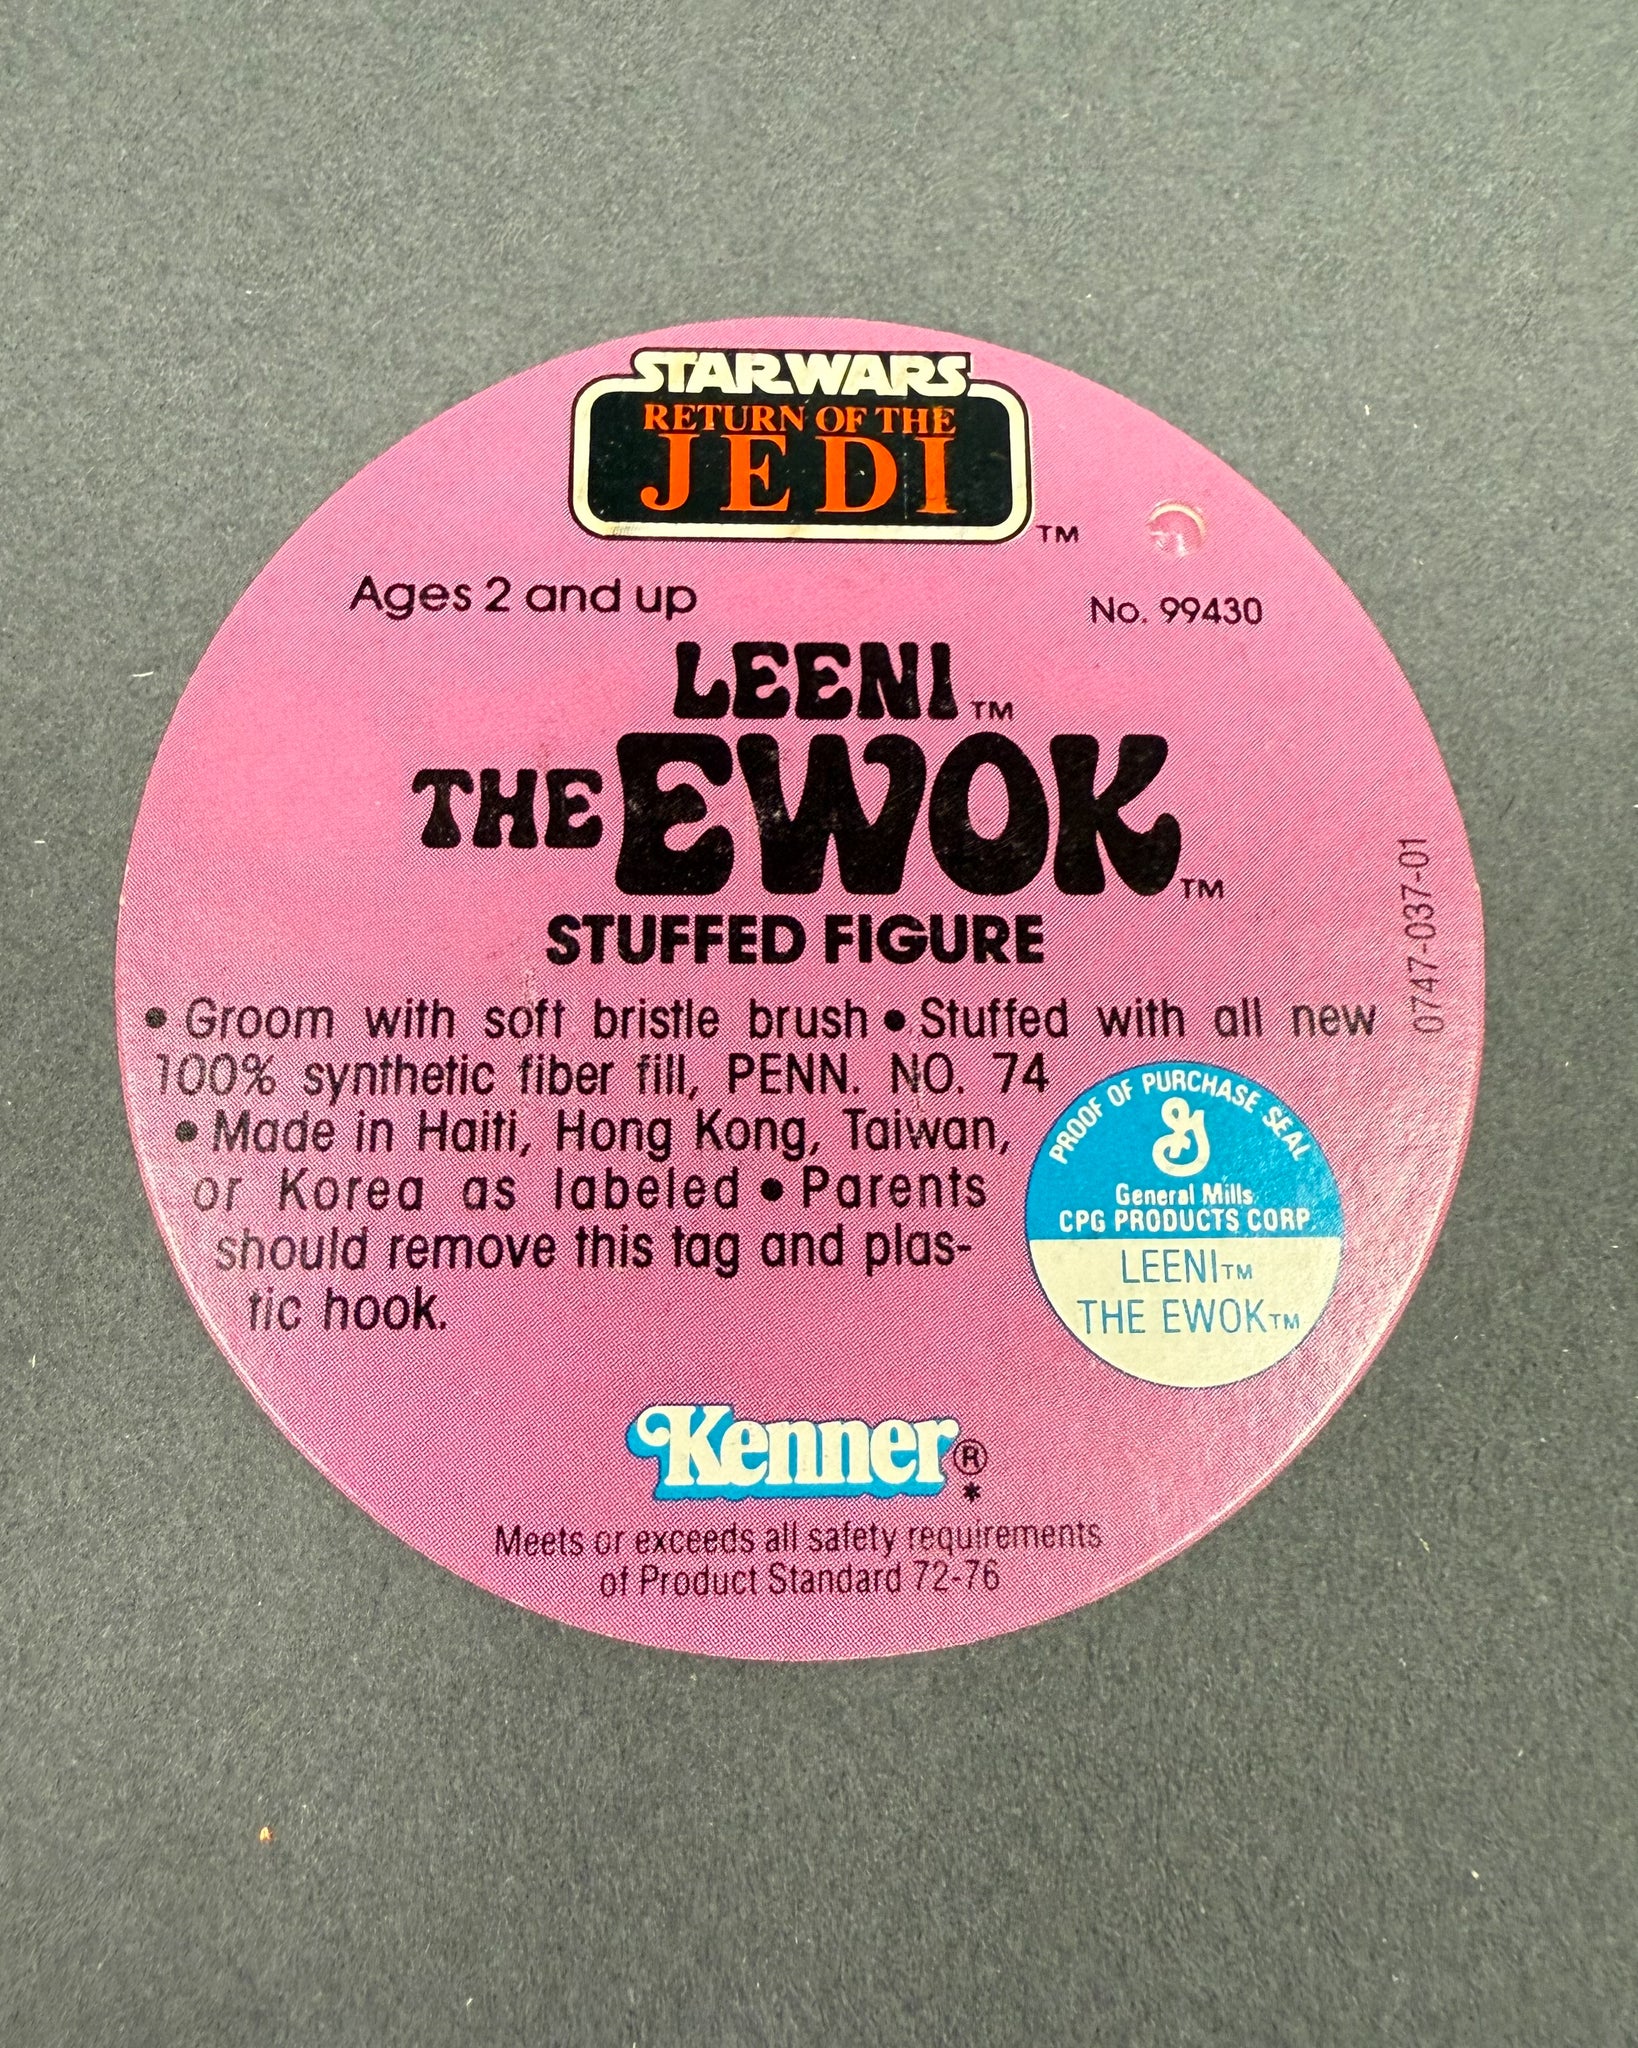 STAR WARS
RETURN OF THE
JEDI
TM
Ages 2 and up
No. 99430
LEENI TM
THE EWOK TM
STUFFED FIGURE
• Groom with soft bristle brush • Stuffed with all new
100% synthetic fiber fill, PENN. NO. 74
• Made in Haiti, Hong Kong, Taiwan,
or Korea as labeled • Parents
should remove this tag and plas-
tic hook.
0747-037-01
PROOF OF PURCHASE SEAL
G
General Mills
CPG PRODUCTS CORP.
LEENI TM
THE EWOK TM
Kenner ®
*
Meets or exceeds all safety requirements
of Product Standard 72-76